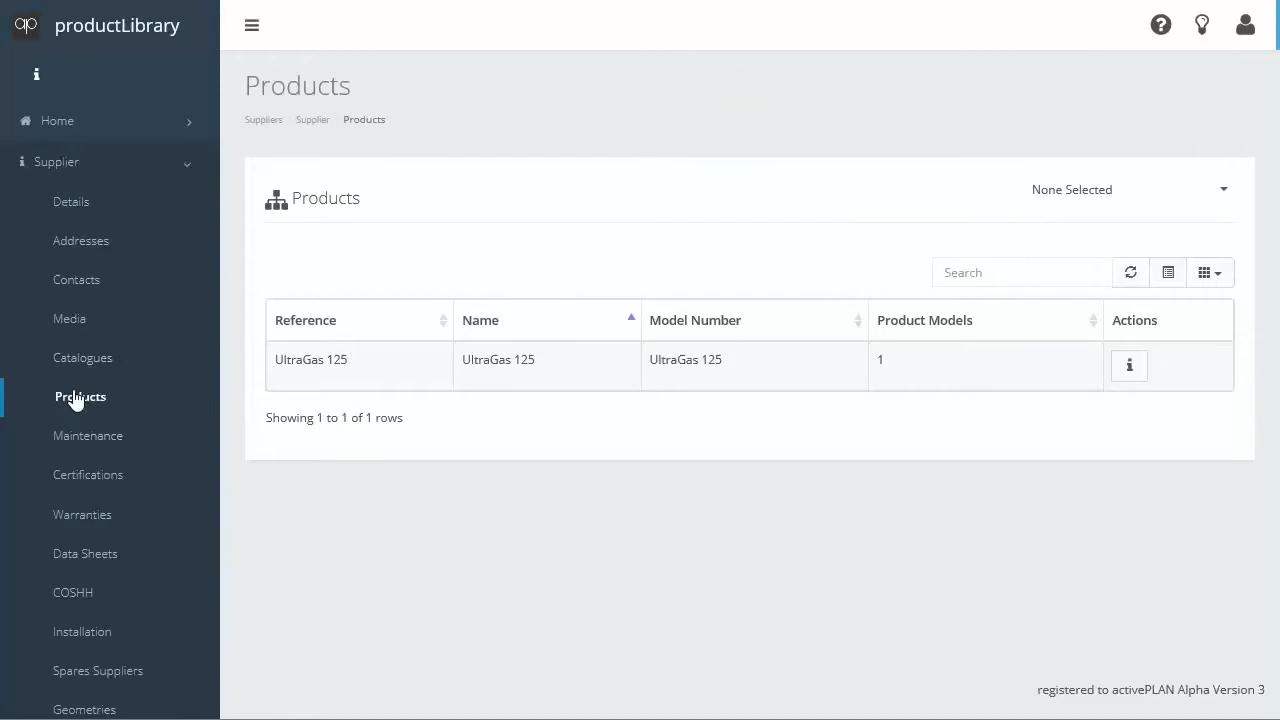 productLibrary
Home
Supplier
Details
Addresses
Contacts
Media
Catalogues
Products
Maintenance
Certifications
Warranties
Data Sheets
COSHH
Installation
Spares Suppliers
Geometries
Products
Suppliers Supplier Products
Products
None Selected
Search
Reference Name Model Number Product Models Actions
UltraGas 125 UltraGas 125 UltraGas 125 1
Showing 1 to 1 of 1 rows
registered to activePLAN Alpha Version 3